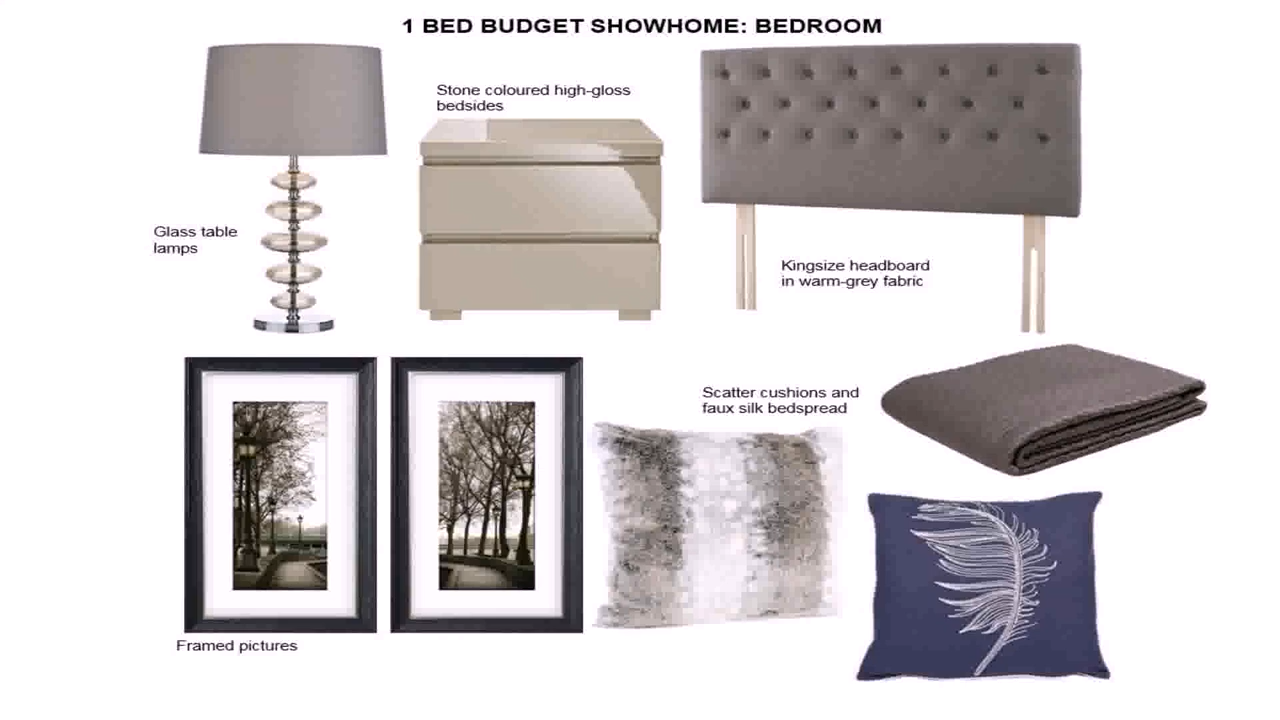 1 BED BUDGET SHOWHOME: BEDROOM
Stone coloured high-gloss
bedsides
Glass table
lamps
Kingsize headboard
in warm-grey fabric
Scatter cushions and
faux silk bedspread
Framed pictures